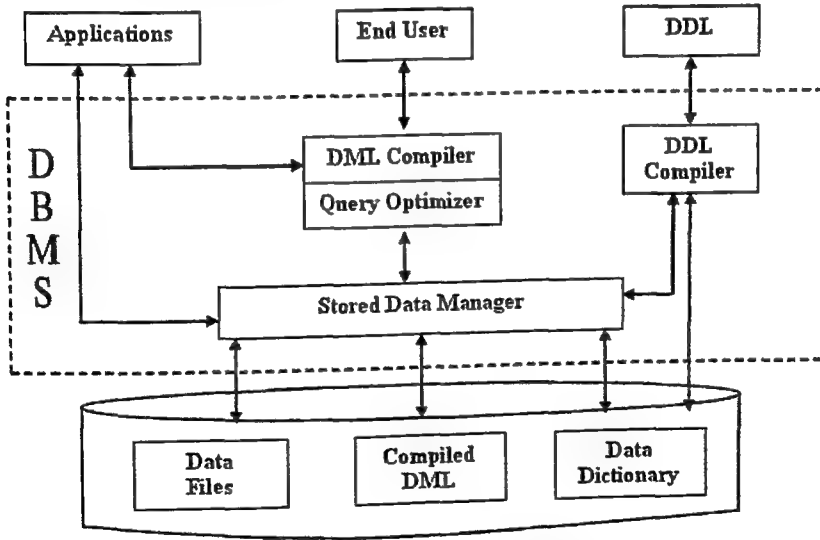 Applications
End User
DDL
DML Compiler
Query Optimizer
DDL
Compiler
D
B
M
S
Stored Data Manager
Data
Files
Compiled
DML
Data
Dictionary